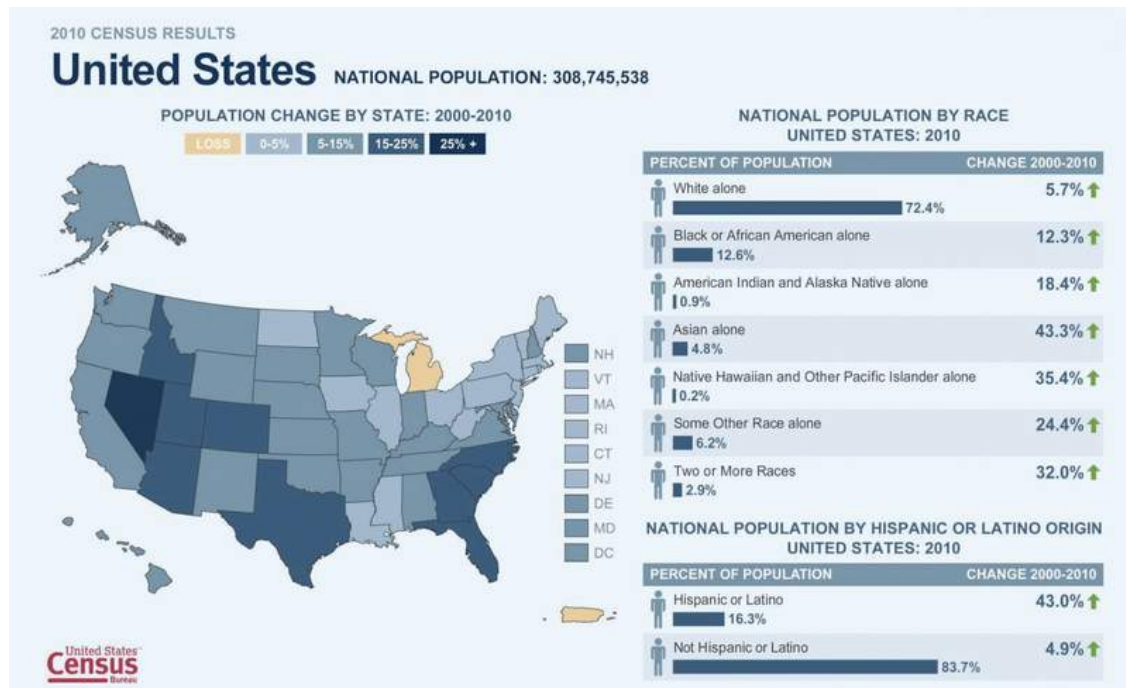 2010 CENSUS RESULTS
United States NATIONAL POPULATION: 308,745,538
POPULATION CHANGE BY STATE: 2000-2010
LOSS 0-5% 5-15% 15-25% 25% +
NH
VT
MA
RI
CT
NJ
DE
MD
DC
NATIONAL POPULATION BY RACE
UNITED STATES: 2010
PERCENT OF POPULATION CHANGE 2000-2010
White alone 5.7%
72.4%
Black or African American alone 12.3%
12.6%
American Indian and Alaska Native alone 18.4%
0.9%
Asian alone 43.3%
4.8%
Native Hawaiian and Other Pacific Islander alone 35.4%
0.2%
Some Other Race alone 24.4%
6.2%
Two or More Races 32.0%
2.9%
NATIONAL POPULATION BY HISPANIC OR LATINO ORIGIN
UNITED STATES: 2010
PERCENT OF POPULATION CHANGE 2000-2010
Hispanic or Latino 43.0%
16.3%
Not Hispanic or Latino 4.9%
83.7%
United States
Census
Bureau